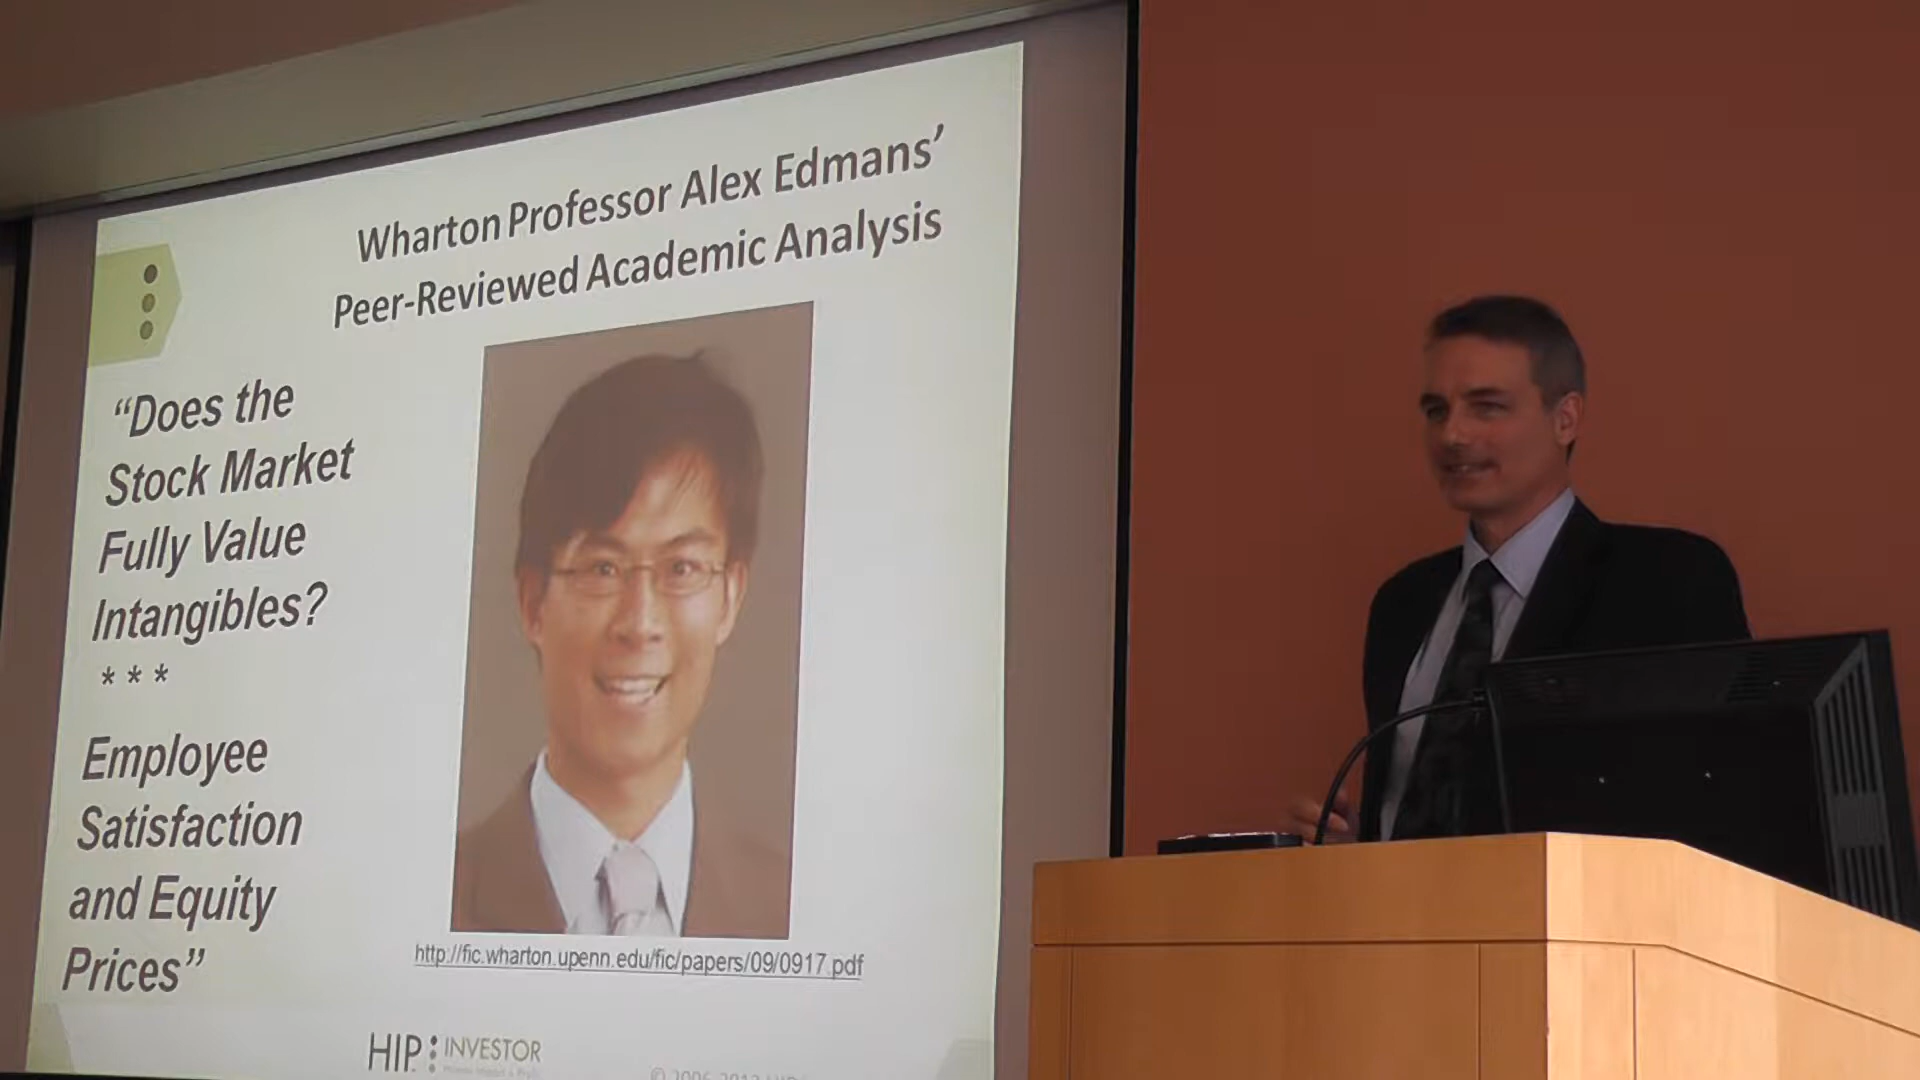 Wharton Professor Alex Edmans’
Peer-Reviewed Academic Analysis
“Does the
Stock Market
Fully Value
Intangibles?
* * *
Employee
Satisfaction
and Equity
Prices”
http://fic.wharton.upenn.edu/fic/papers/09/0917.pdf
HIP: INVESTOR